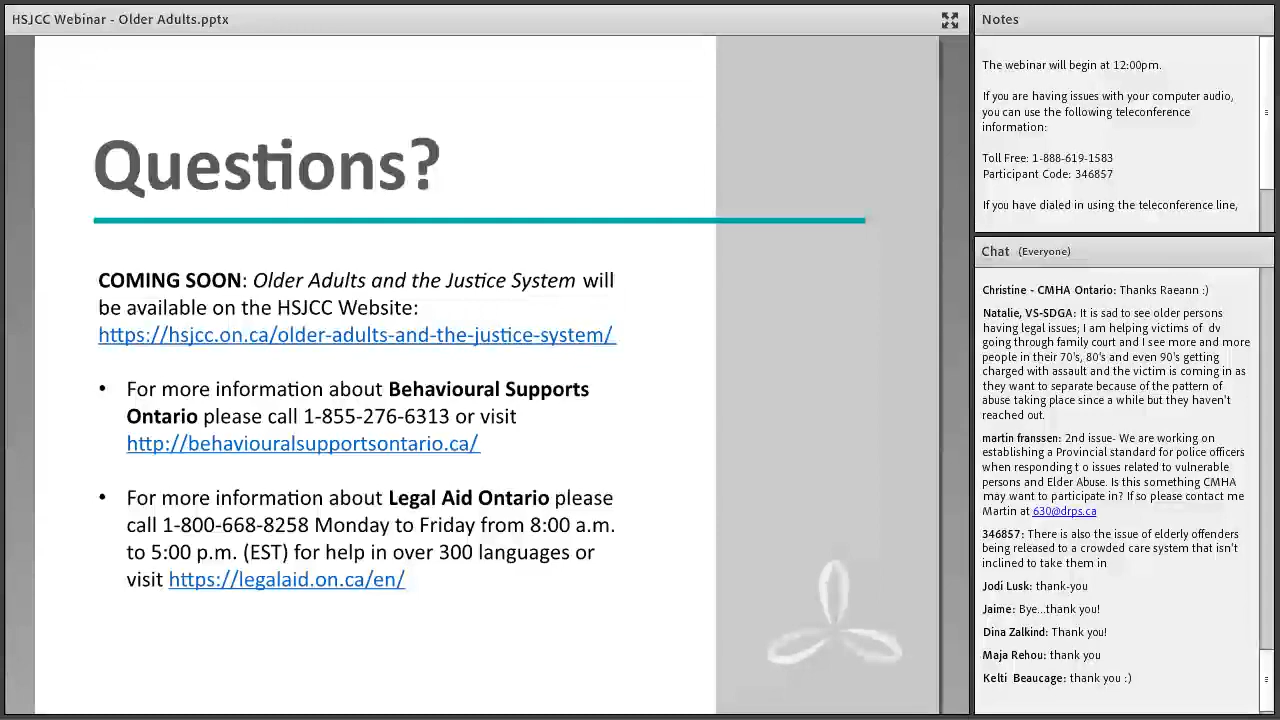 HSJCC Webinar - Older Adults.pptx
Questions?
COMING SOON: Older Adults and the Justice System will
be available on the HSJCC Website:
https://hsjcc.on.ca/older-adults-and-the-justice-system/
• For more information about Behavioural Supports
Ontario please call 1-855-276-6313 or visit
http://behaviouralsupportsontario.ca/
• For more information about Legal Aid Ontario please
call 1-800-668-8258 Monday to Friday from 8:00 a.m.
to 5:00 p.m. (EST) for help in over 300 languages or
visit https://legalaid.on.ca/en/
Notes
The webinar will begin at 12:00pm.
If you are having issues with your computer audio,
you can use the following teleconference
information:
Toll Free: 1-888-619-1583
Participant Code: 346857
If you have dialed in using the teleconference line,
Chat (Everyone)
Christine - CMHA Ontario: Thanks Raeann :)
Natalie, VS-SDGA: It is sad to see older persons
having legal issues; I am helping victims of dv
going through family court and I see more and more
people in their 70's, 80's and even 90's getting
charged with assault and the victim is coming in as
they want to separate because of the pattern of
abuse taking place since a while but they haven't
reached out.
martin franssen: 2nd issue- We are working on
establishing a Provincial standard for police officers
when responding t o issues related to vulnerable
persons and Elder Abuse. Is this something CMHA
may want to participate in? If so please contact me
Martin at 630@drps.ca
346857: There is also the issue of elderly offenders
being released to a crowded care system that isn't
inclined to take them in
Jodi Lusk: thank-you
Jaime: Bye...thank you!
Dina Zalkind: Thank you!
Maja Rehou: thank you
Kelti Beaucage: thank you :)